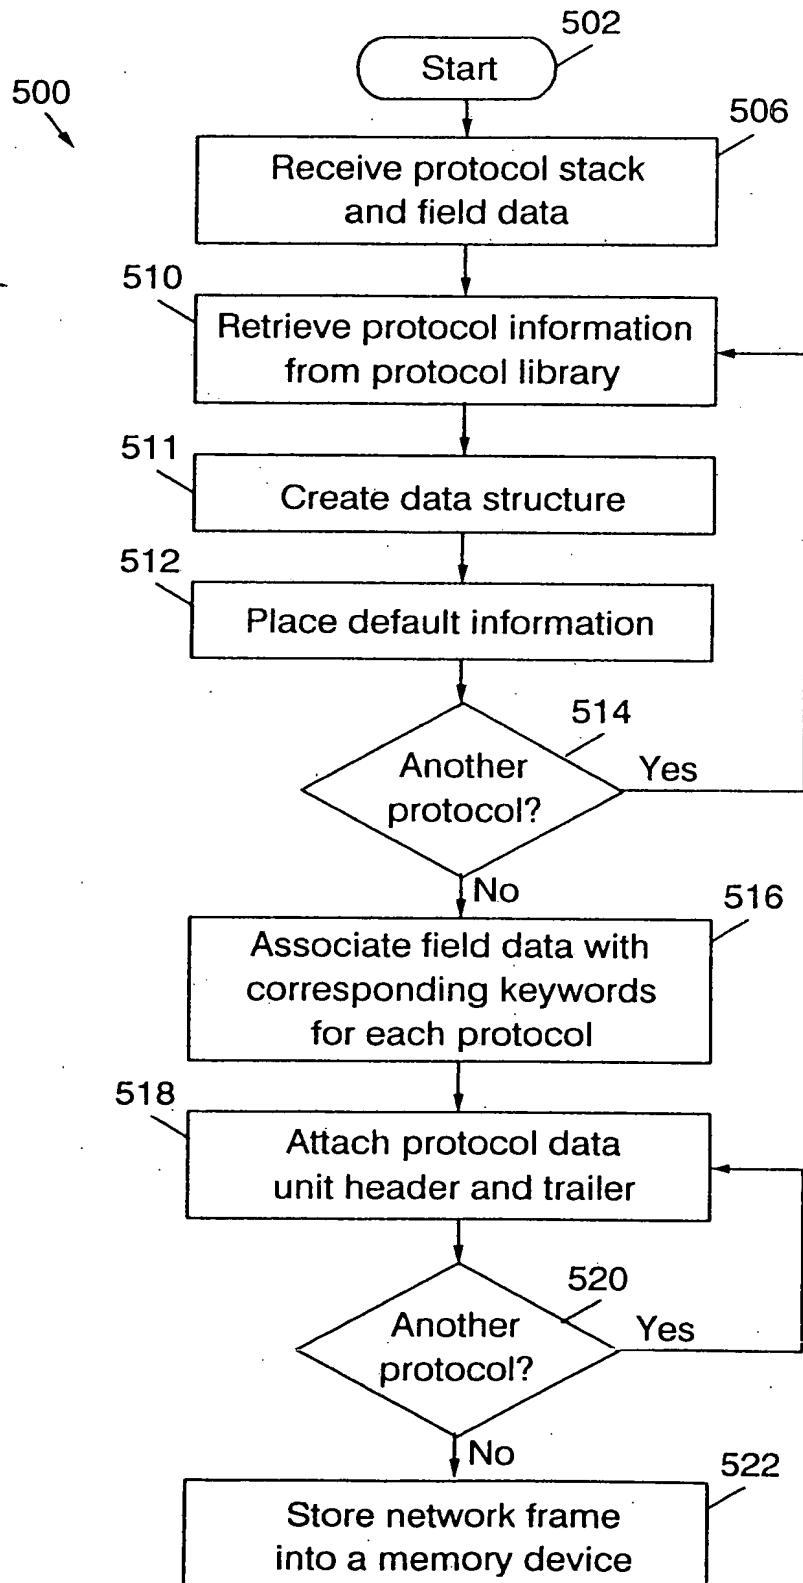 502
Start
500
506
Receive protocol stack
and field data
510
Retrieve protocol information
from protocol library
511
Create data structure
512
Place default information
514
Another
protocol?
Yes
No
516
Associate field data with
corresponding keywords
for each protocol
518
Attach protocol data
unit header and trailer
520
Another
protocol?
Yes
No
522
Store network frame
into a memory device